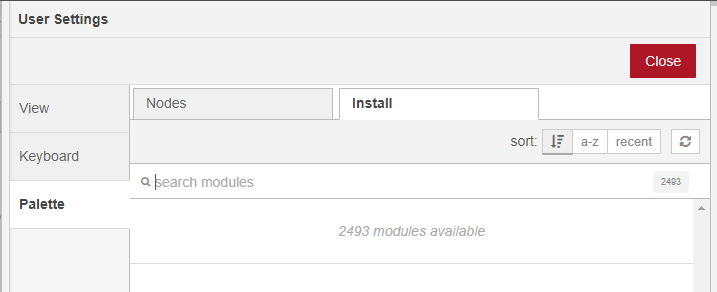 User Settings
Close
View
Keyboard
Palette
Nodes
Install
sort: a-z recent
search modules
2493
2493 modules available